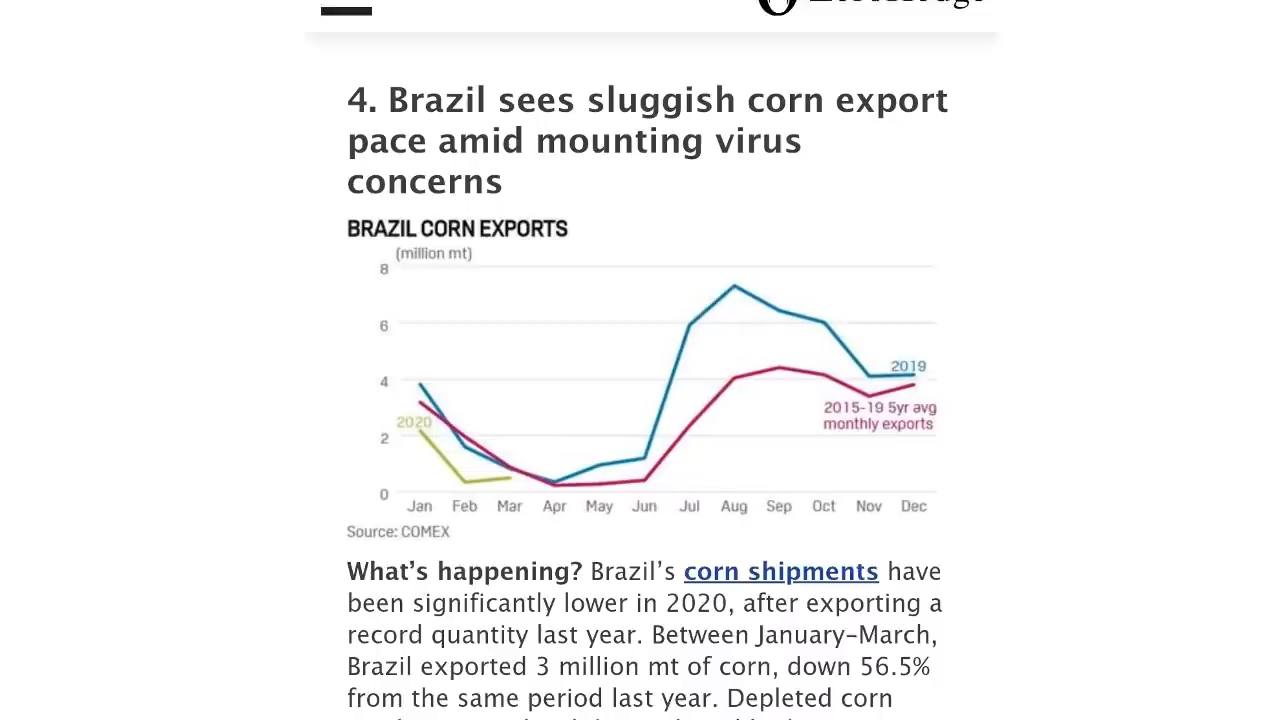 4. Brazil sees sluggish corn export
pace amid mounting virus
concerns
BRAZIL CORN EXPORTS
(million mt)
8
6
4
2
0
2019
2015-19 5yr avg
monthly exports
2020
Jan Feb Mar Apr May Jun Jul Aug Sep Oct Nov Dec
Source: COMEX
What’s happening? Brazil’s corn shipments have
been significantly lower in 2020, after exporting a
record quantity last year. Between January–March,
Brazil exported 3 million mt of corn, down 56.5%
from the same period last year. Depleted corn